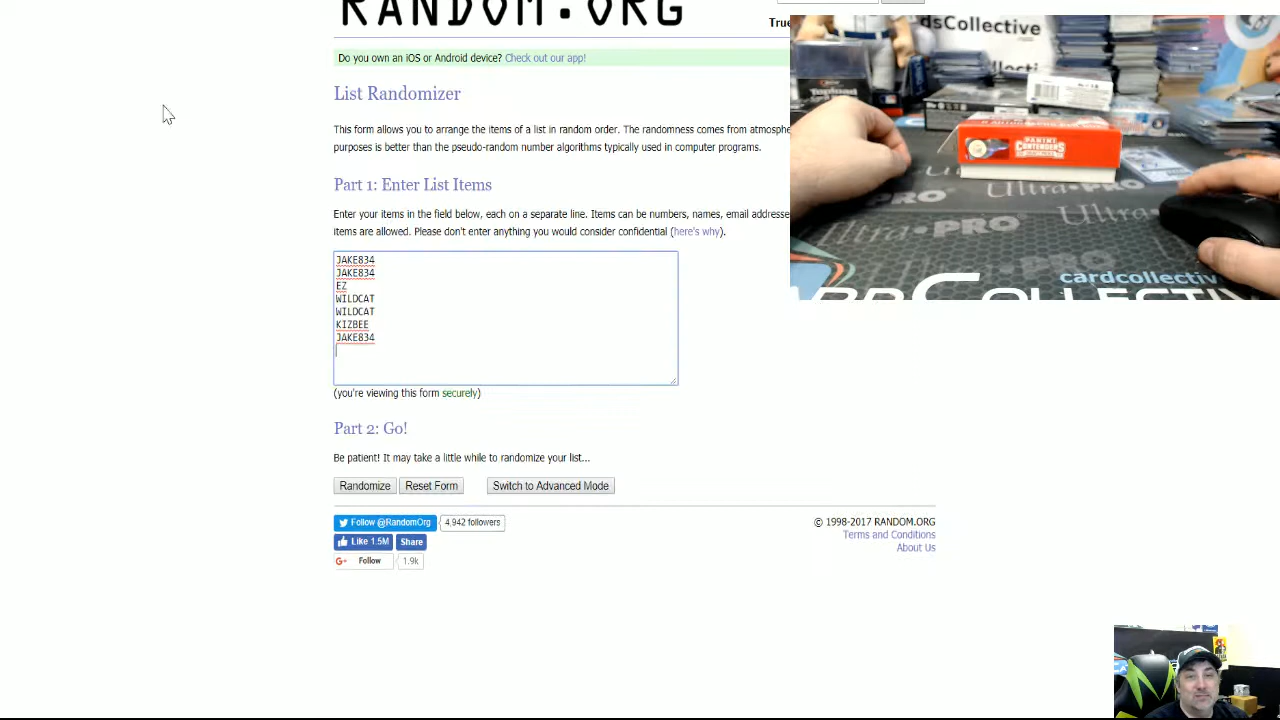 RANDOM.ORG
True
Do you own an iOS or Android device? Check out our app!
List Randomizer
This form allows you to arrange the items of a list in random order. The randomness comes from atmosphe
purposes is better than the pseudo-random number algorithms typically used in computer programs.
Part 1: Enter List Items
Enter your items in the field below, each on a separate line. Items can be numbers, names, email addresse
items are allowed. Please don't enter anything you would consider confidential (here's why).
JAKE834
JAKE834
EZ
WILDCAT
WILDCAT
KIZBEE
JAKE834
(you're viewing this form securely)
Part 2: Go!
Be patient! It may take a little while to randomize your list...
Randomize
Reset Form
Switch to Advanced Mode
Follow @RandomOrg
4,942 followers
Like 1.5M
Share
G+ Follow
1.9k
© 1998-2017 RANDOM.ORG
Terms and Conditions
About Us
dsCollective
PANINI
CONTENDERS
Ultra·PRO
Ultra·PRO
Ultra
PRO
cardcollectiv